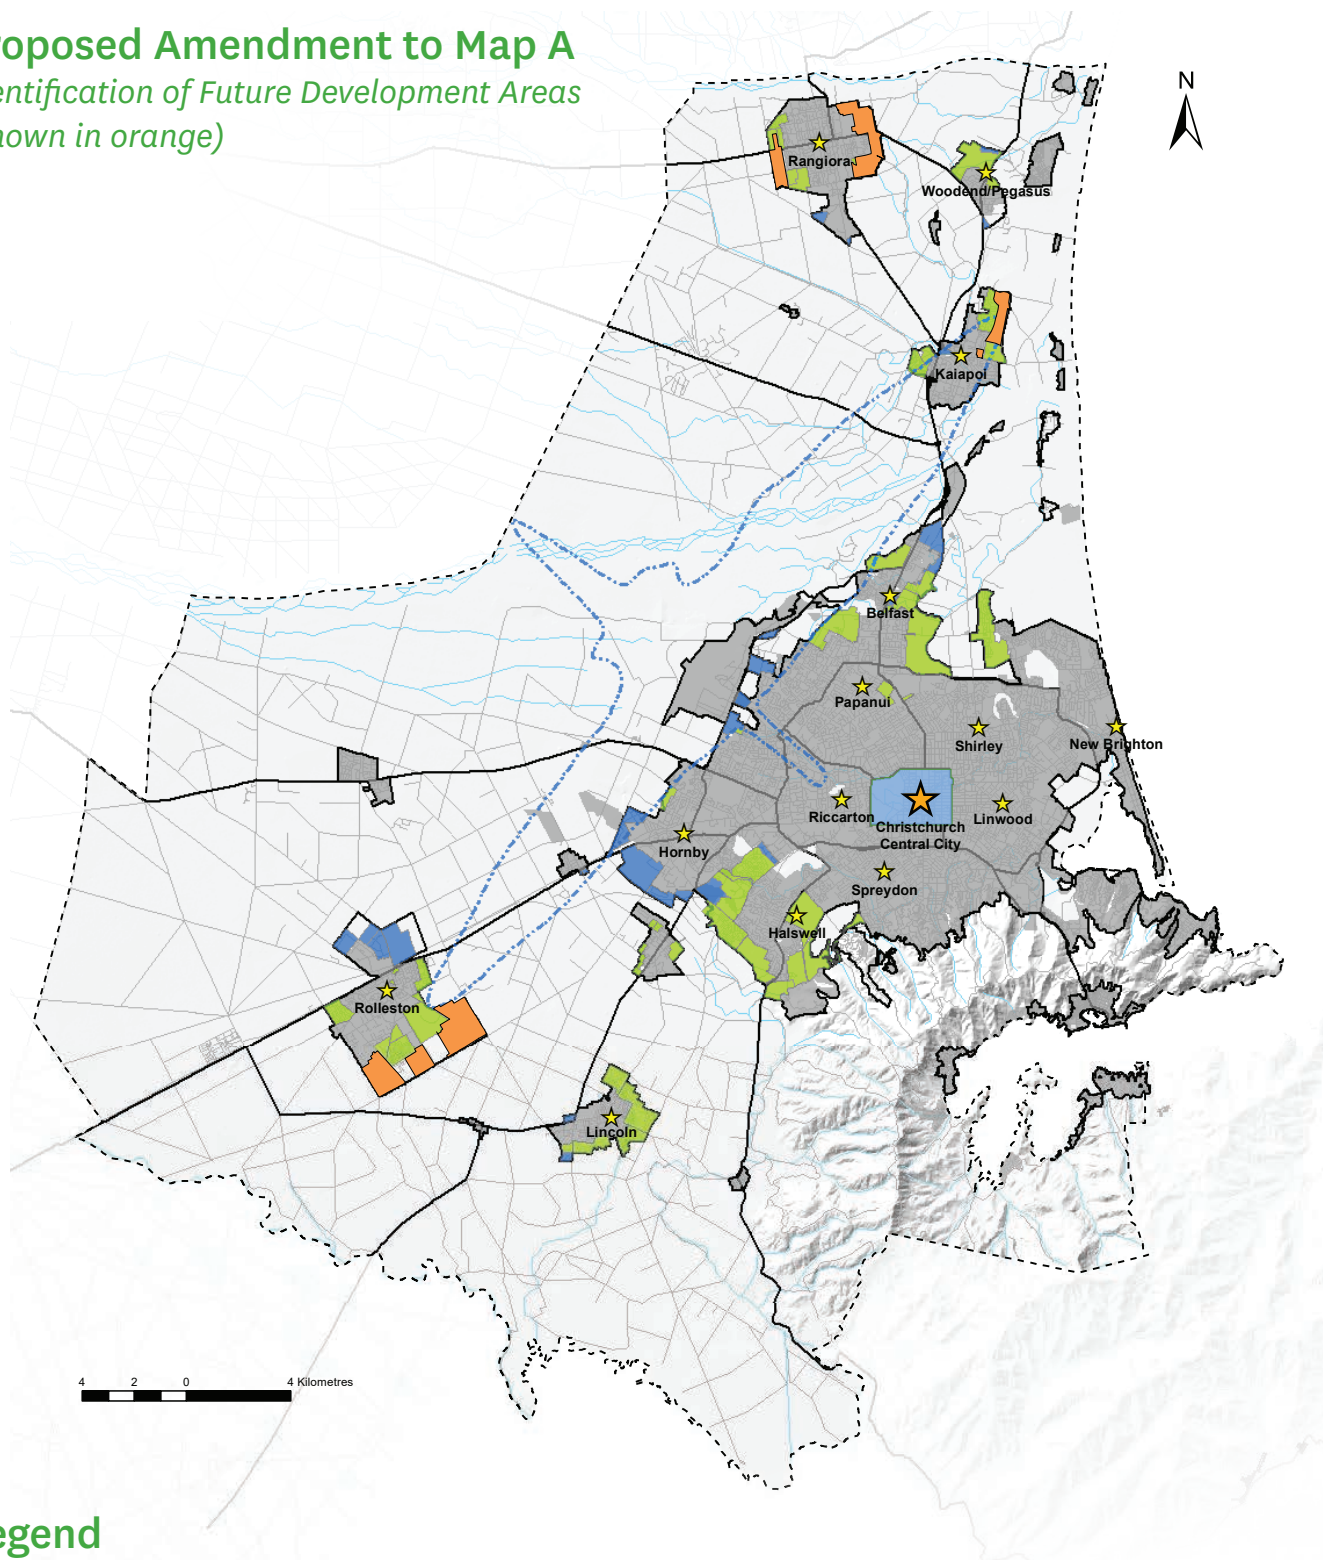 roposed Amendment to Map A
entification of Future Development Areas
hown in orange)
N
Rangiora
Woodend/Pegasus
Kaiapoi
Belfast
Papanui
Shirley
New Brighton
Riccarton
Christchurch
Central City
Linwood
Hornby
Spreydon
Halswell
Rolleston
Lincoln
4 2 0 4 Kilometres
egend